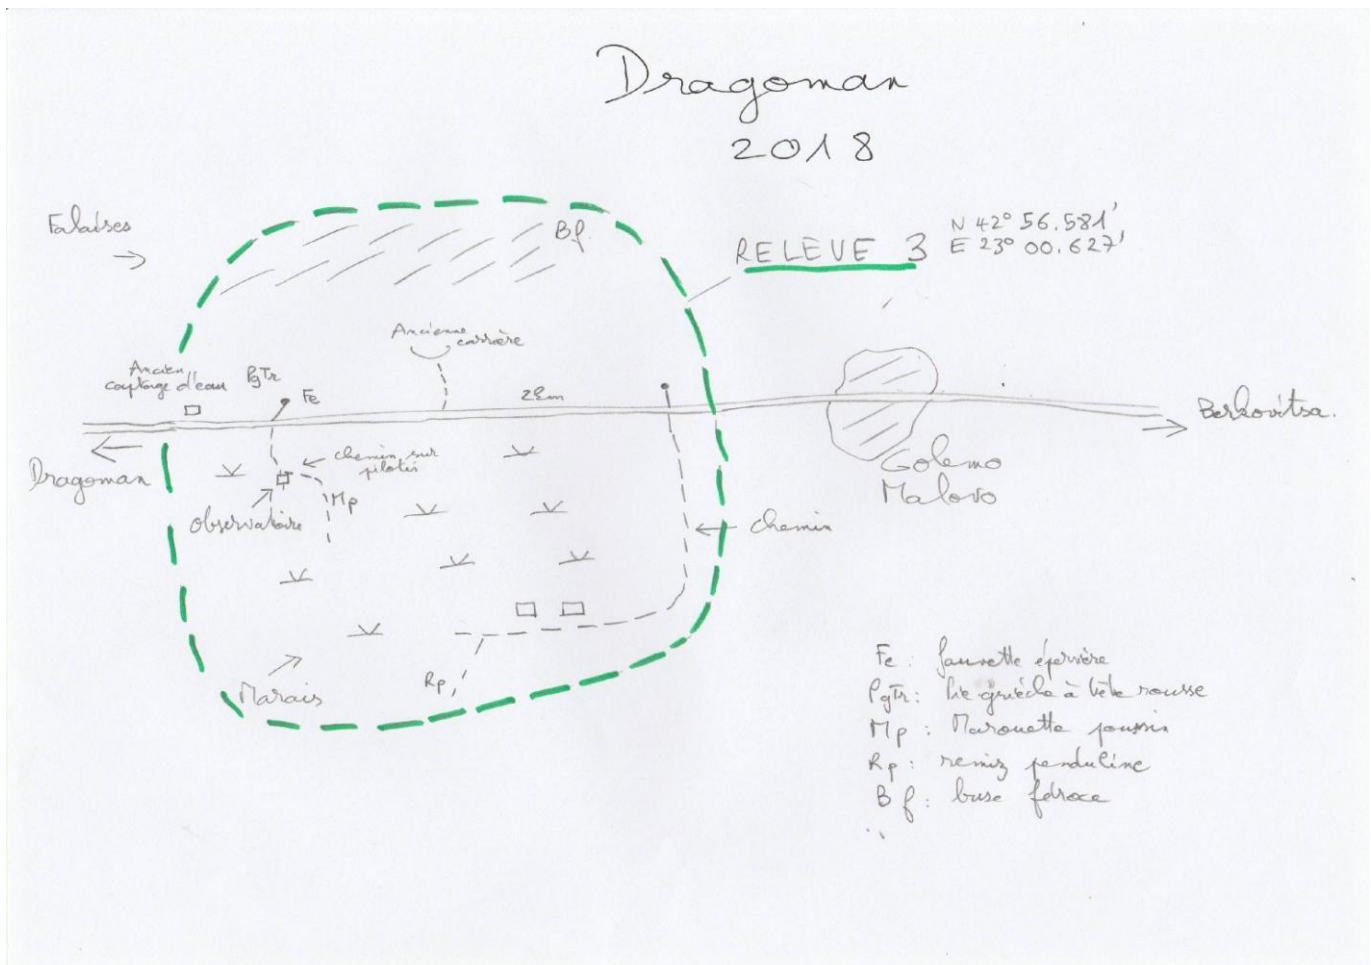 Dragoman
2018
Falaises
Bf
RELEVE 3
N 42° 56.581'
E 23° 00.627'
Ancienne
carrière
Ancien
captage d'eau
PgTr
Fe
2km
Berkovitsa.
Dragoman
chemin sur
pilotis
Mp
Observatoire
Golemo
Malovo
chemin
Marais
Rp
Fe : fauvette épervière
PgTr : Pie grièche à tête rousse
Mp : Marouette poussin
Rp : remiz penduline
Bf : buse féroce